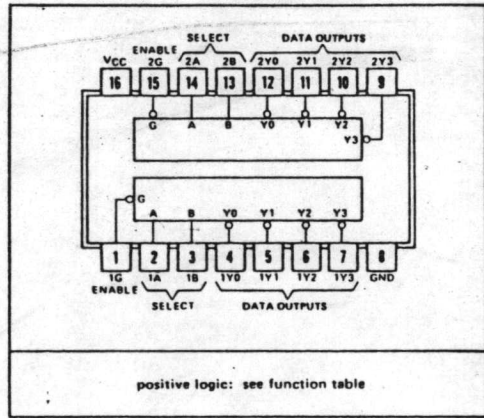 SELECT
ENABLE DATA OUTPUTS
VCC 2G 2A 2B 2Y0 2Y1 2Y2 2Y3
16 15 14 13 12 11 10 9
G A B Y0 Y1 Y2
Y3
G
A B Y0 Y1 Y2 Y3
1 2 3 4 5 6 7 8
1G 1A 1B 1Y0 1Y1 1Y2 1Y3 GND
ENABLE
SELECT DATA OUTPUTS
positive logic: see function table